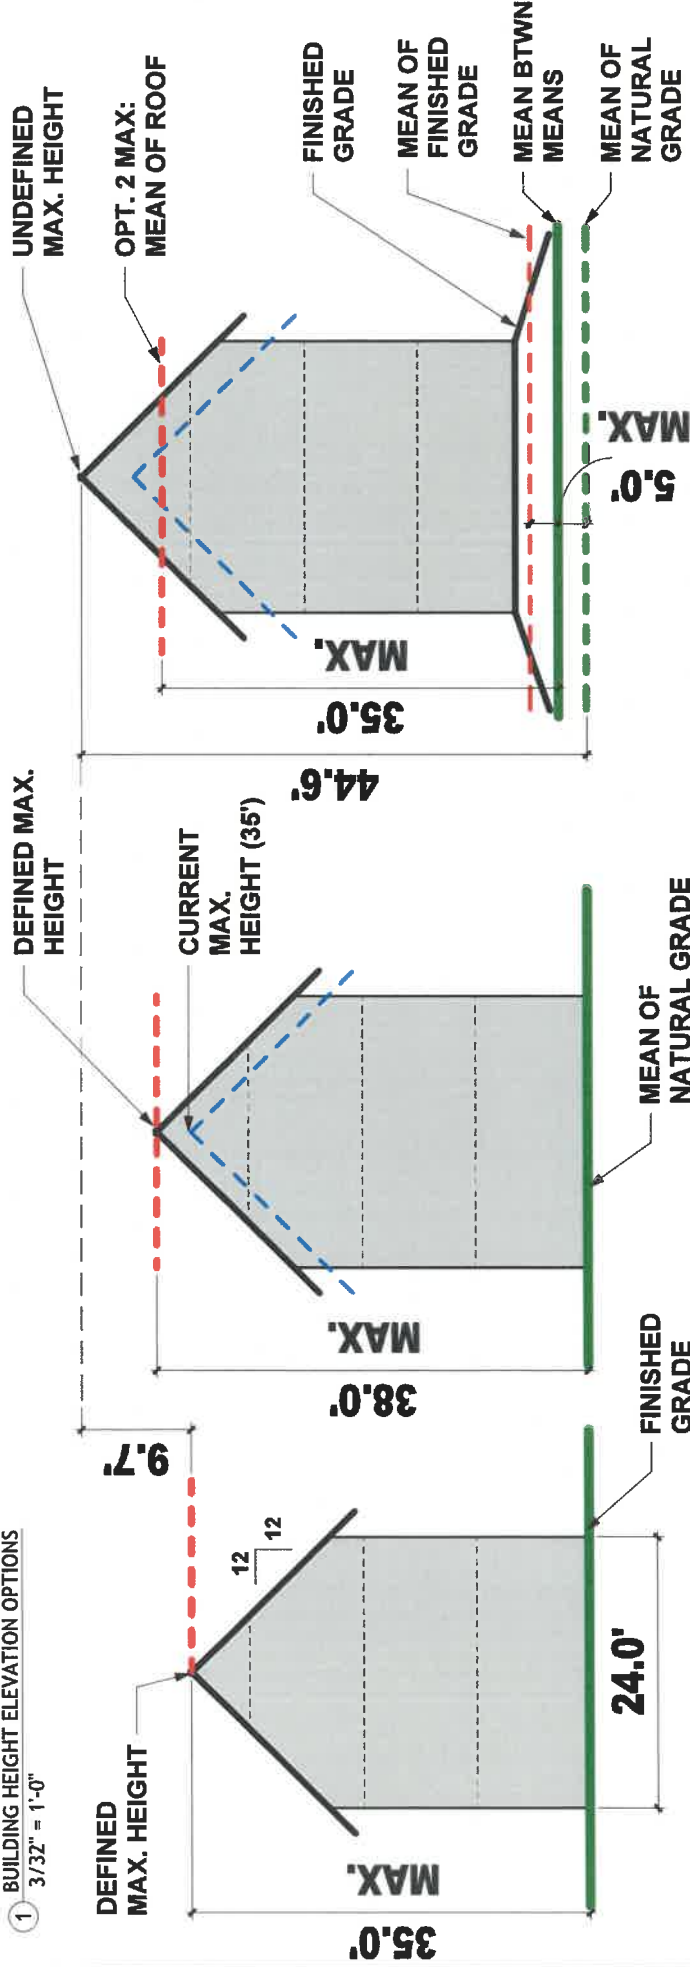 1 BUILDING HEIGHT ELEVATION OPTIONS
3/32" = 1'-0"
DEFINED
MAX. HEIGHT
35.0'
MAX.
12
12
24.0'
FINISHED
GRADE
9.7'
DEFINED MAX.
HEIGHT
CURRENT
MAX.
HEIGHT (35')
38.0'
MAX.
MEAN OF
NATURAL GRADE
UNDEFINED
MAX. HEIGHT
OPT. 2 MAX:
MEAN OF ROOF
44.6'
35.0'
MAX.
FINISHED
GRADE
MEAN OF
FINISHED
GRADE
MEAN BTWN
MEANS
MEAN OF
NATURAL
GRADE
5.0'
MAX.